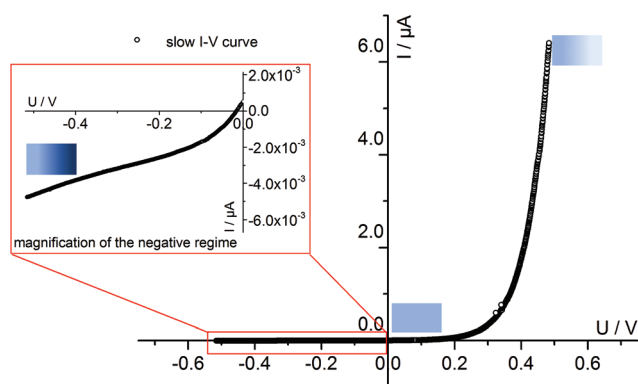 slow I-V curve
I / µA
6.0
4.0
2.0
0.0
U / V
-0.6
-0.4
-0.2
0
0.2
0.4
0.6
U / V
-0.4
-0.2
0.0
2.0x10⁻³
0.0
-2.0x10⁻³
-4.0x10⁻³
-6.0x10⁻³
I / µA
magnification of the negative regime